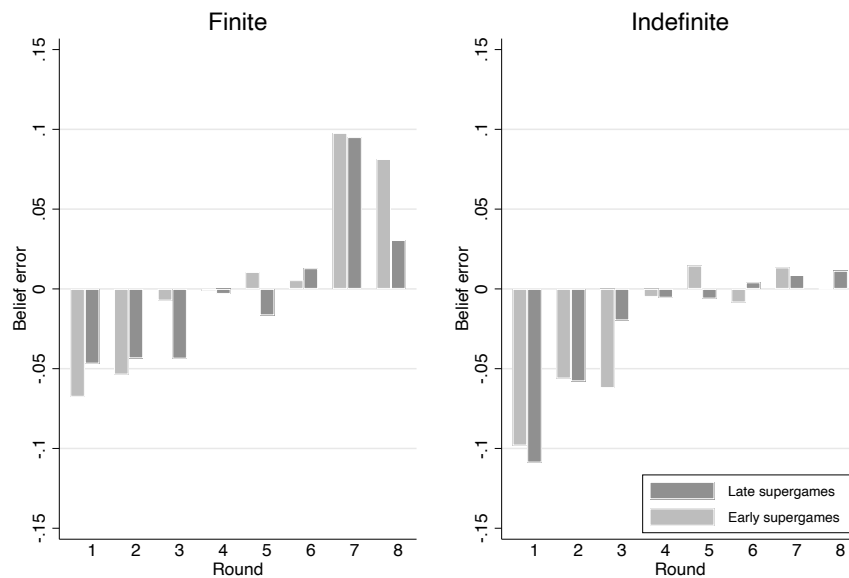 Finite
Belief error
.15
.1
.05
0
-.05
-.1
-.15
1 2 3 4 5 6 7 8
Round
Indefinite
Belief error
.15
.1
.05
0
-.05
-.1
-.15
1 2 3 4 5 6 7 8
Round
Late supergames
Early supergames